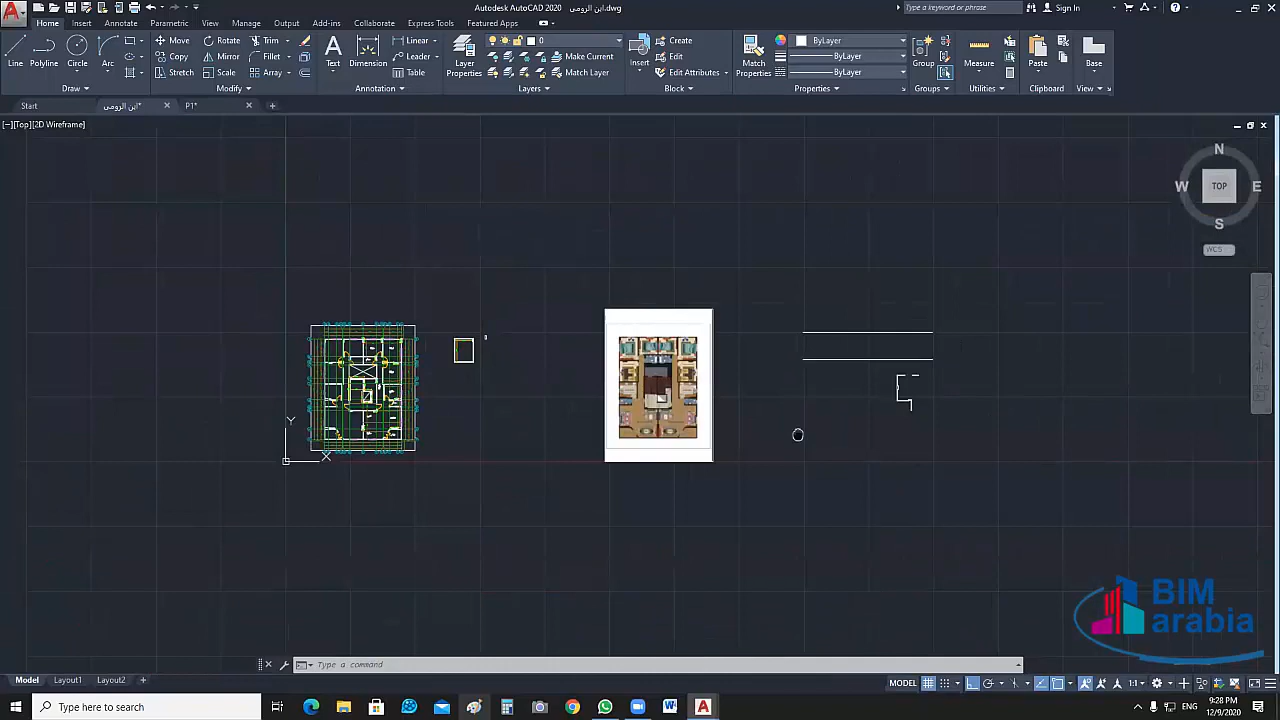 Autodesk AutoCAD 2020 ابن الرومى.dwg
Type a keyword or phrase
Sign In
Home Insert Annotate Parametric View Manage Output Add-ins Collaborate Express Tools Featured Apps
Line Polyline Circle Arc
Move Rotate Trim
Copy Mirror Fillet
Stretch Scale Array
Text Dimension
Linear
Leader
Table
Layer Properties
0
Make Current
Match Layer
Insert
Create
Edit
Edit Attributes
Match Properties
ByLayer
ByLayer
ByLayer
Group
Measure
Paste
Base
Draw Modify Annotation Layers Block Properties Groups Utilities Clipboard View
Start ابن الرومى* P1*
[−][Top][2D Wireframe]
N
W TOP E
S
WCS
Y
X
BIM
arabia
Type a command
Model Layout1 Layout2
MODEL
1:1
Type here to search
9:28 PM
12/9/2020